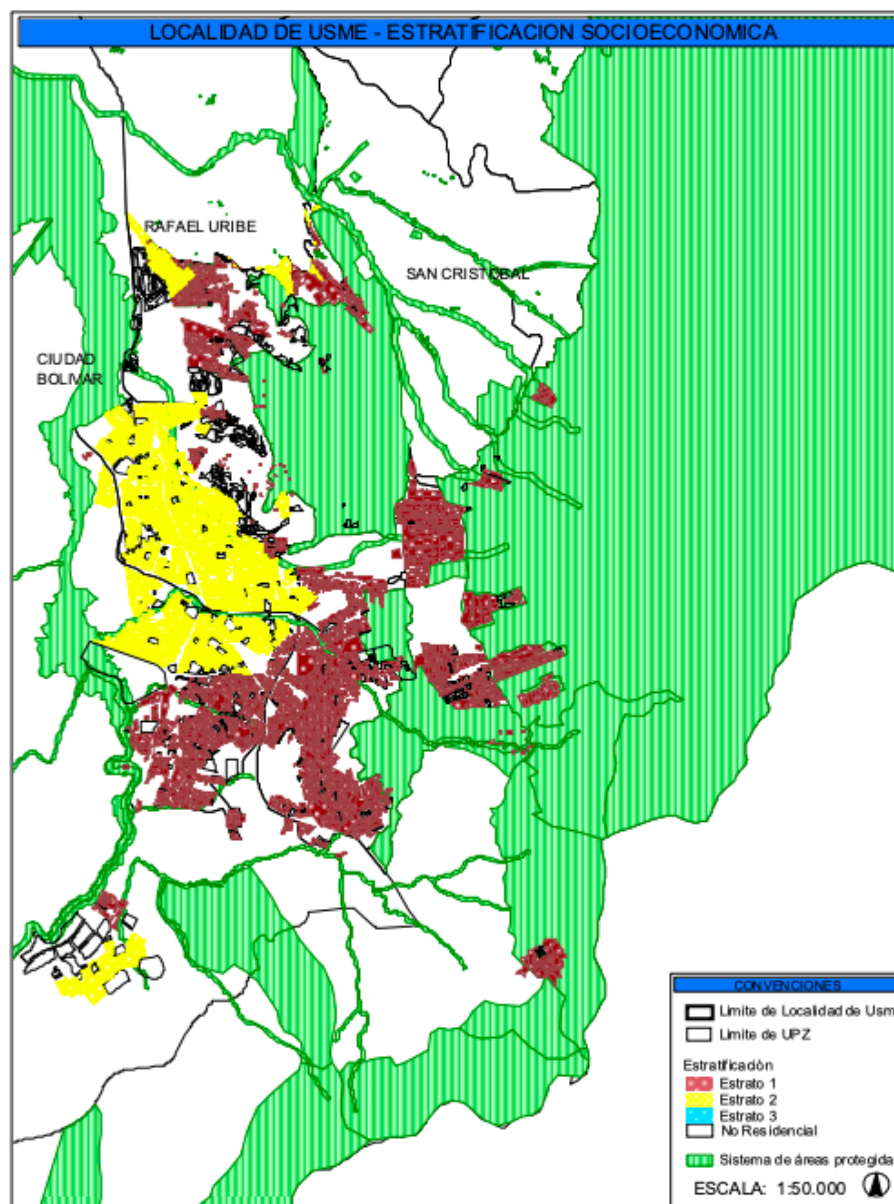 LOCALIDAD DE USME - ESTRATIFICACION SOCIOECONOMICA
RAFAEL URIBE
SAN CRISTOBAL
CIUDAD
BOLIVAR
CONVENCIONES
Limite de Localidad de Usm
Limite de UPZ
Estratificación
Estrato 1
Estrato 2
Estrato 3
No Residencial
Sistema de áreas protegida
ESCALA: 1:50.000